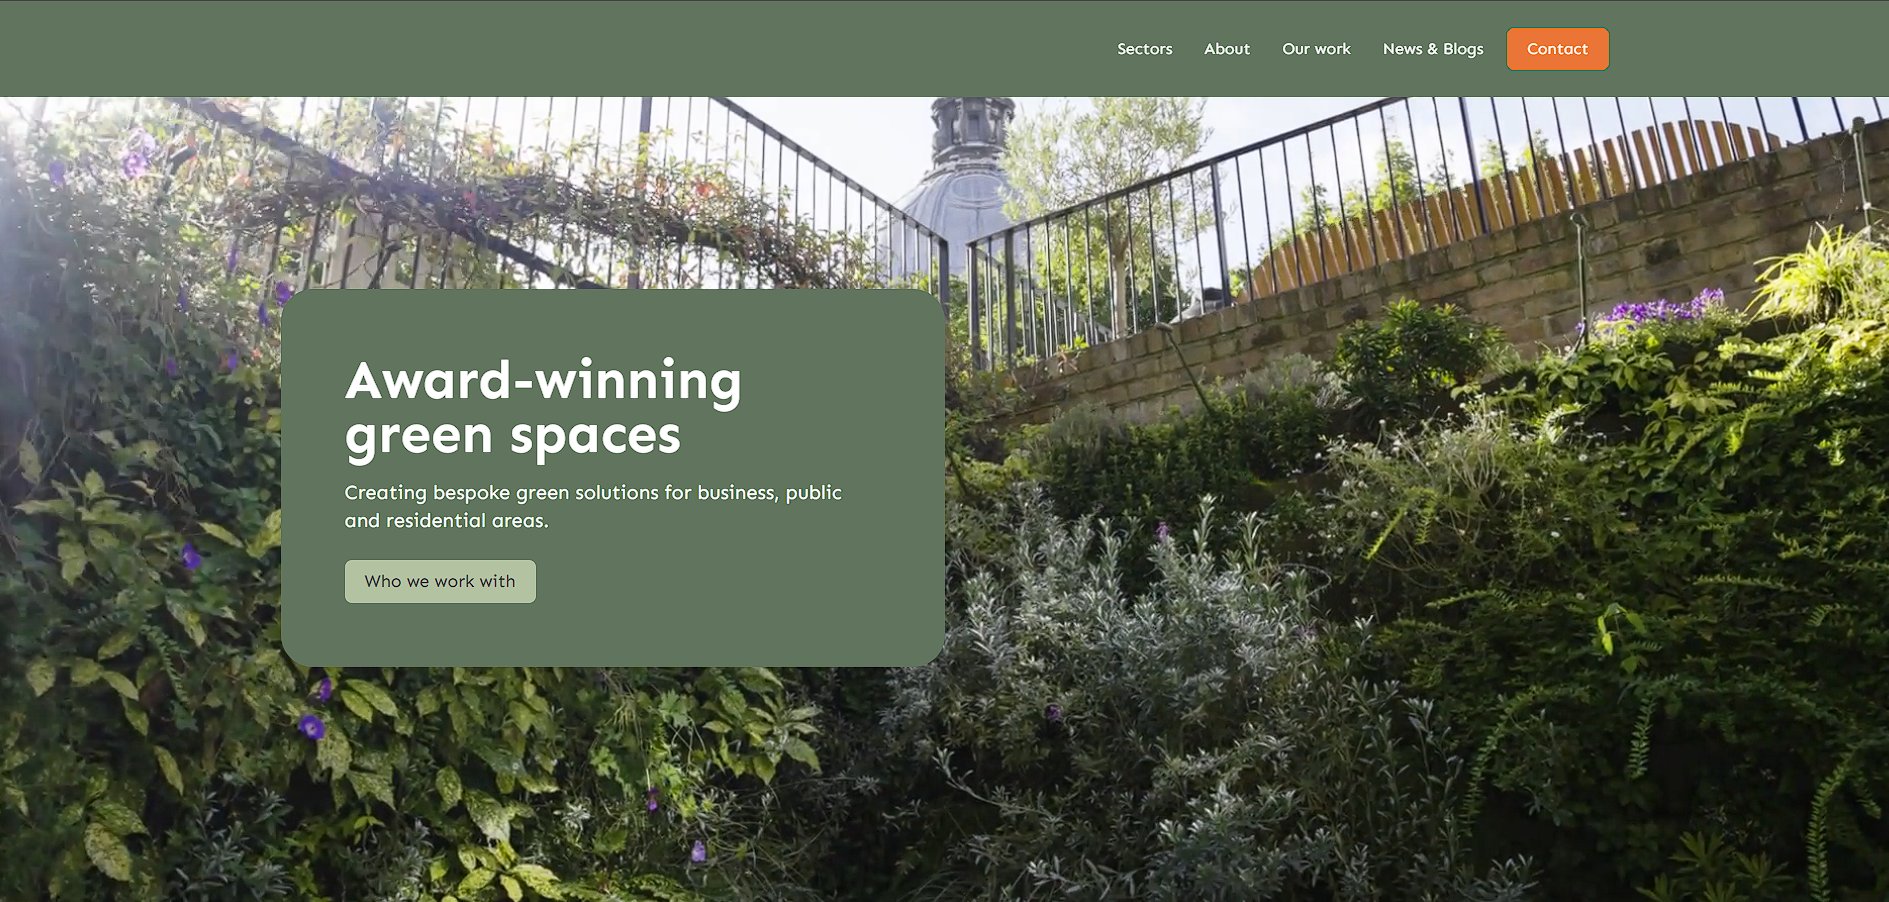 Sectors About Our work News & Blogs Contact
Award-winning
green spaces
Creating bespoke green solutions for business, public
and residential areas.
Who we work with